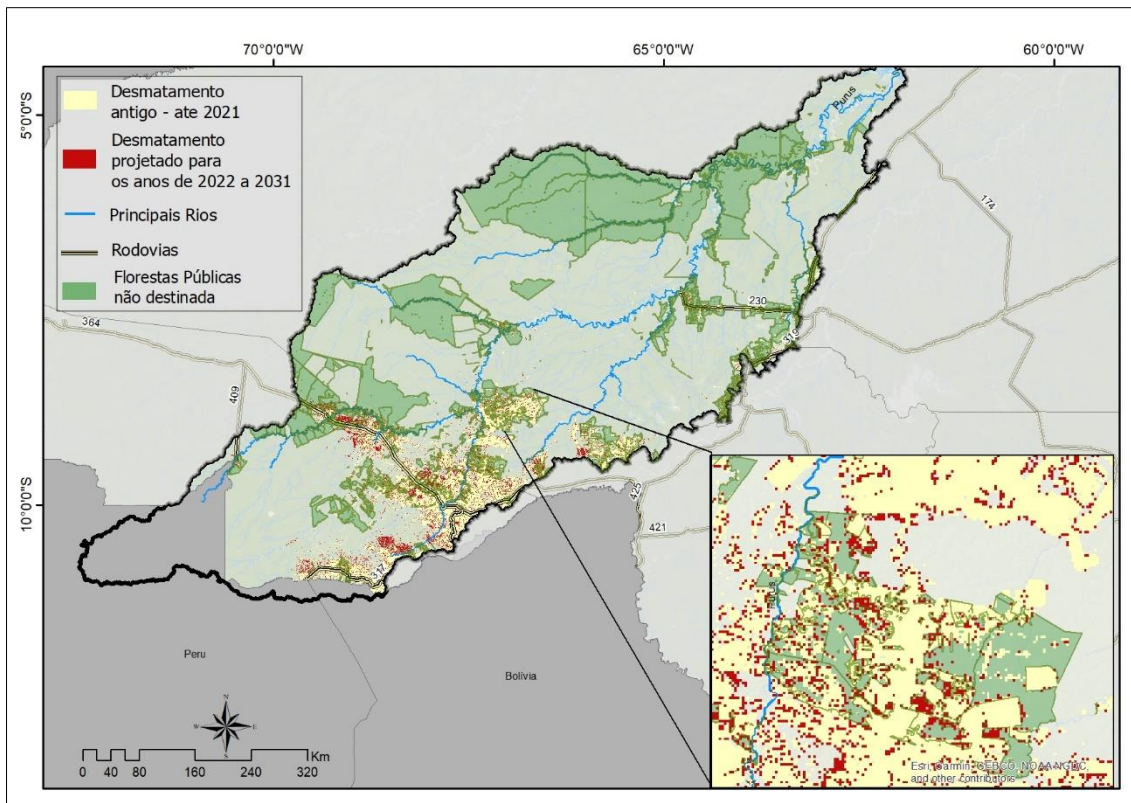 70°0'0"W
65°0'0"W
60°0'0"W
5°0'0"S
10°0'0"S
Desmatamento
antigo - ate 2021
Desmatamento
projetado para
os anos de 2022 a 2031
Principais Rios
Rodovias
Florestas Públicas
não destinada
Purus
174
230
319
364
409
317
425
421
Peru
Bolívia
N
W
E
S
0 40 80 160 240 320
Km
Purus
Esri, Garmin, GEBCO, NOAA NGDC,
and other contributors